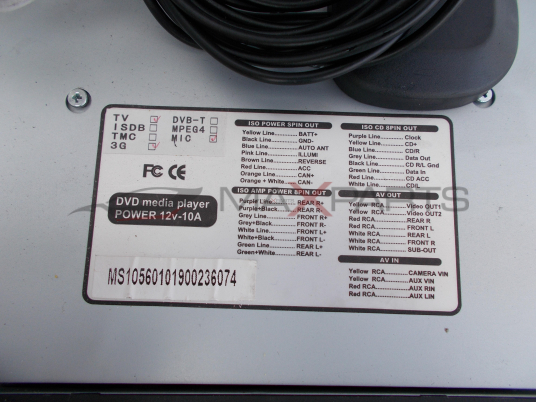 TV DVB-T
ISDB MPEG4
TMC MIC
3G
FC CE
DVD media player
POWER 12v-10A
MS10560101900236074
ISO POWER 5PIN OUT
Yellow Line............BATT+
Black Line............GND-
Blue Line............AUTO ANT
Pink Line............ILLUMI
Brown Line............REVERSE
Red Line............ACC
Orange Line............CAN+
Orange + White............CAN-
ISO AMP POWER 8PIN OUT
Purple Line............REAR R+
Purple+Black............REAR R-
Grey Line............FRONT R+
Grey+Black............FRONT R-
White Line............FRONT L+
White+Black............FRONT L-
Green Line............REAR L+
Green+White............REAR L-
ISO CD 8PIN OUT
Purple Line............Clock
Yellow Line............CD+
Blue Line............CD/R
Grey Line............Data Out
Black Line............CD R/L Gnd
Green Line............Data In
Red Line............CD ACC
White Line............CD/L
AV OUT
Yellow RCA............Video OUT1
Yellow RCA............Video OUT2
Red RCA............REAR R
White RCA............REAR L
Red RCA............FRONT R
White RCA............FRONT L
White RCA............SUB-OUT
AV IN
Yellow RCA............CAMERA VIN
Yellow RCA............AUX VIN
Red RCA............AUX RIN
Red RCA............AUX LIN
MAXPARTS